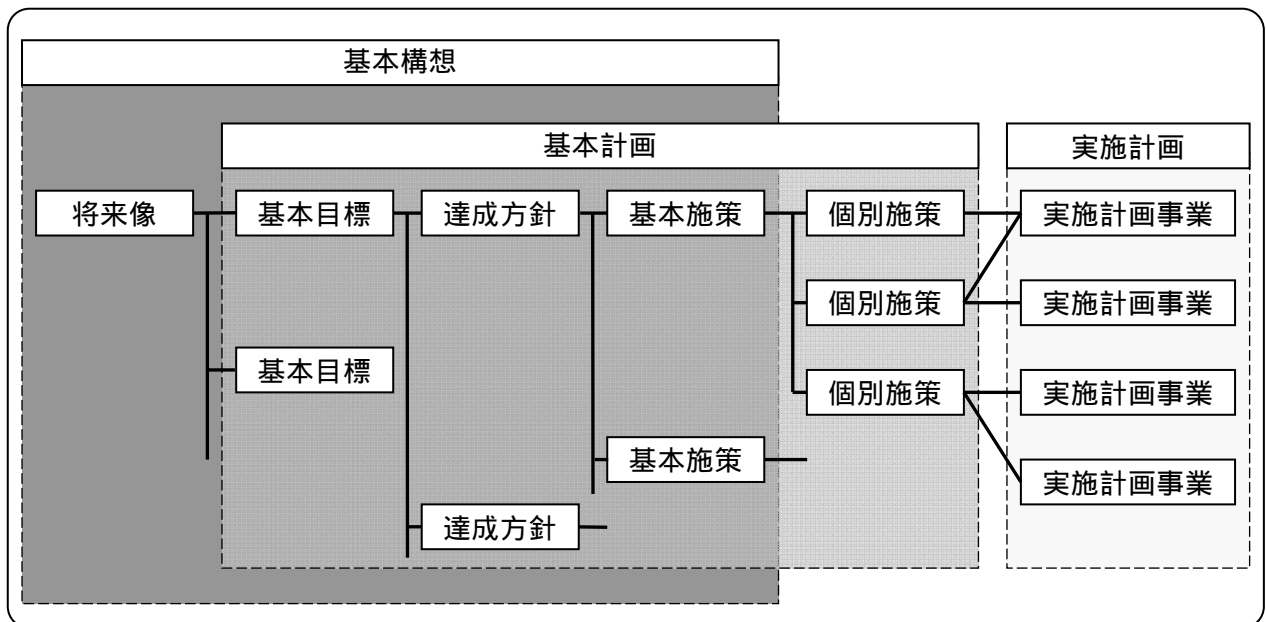 基本構想
基本計画
実施計画
将来像
基本目標
達成方針
基本施策
個別施策
実施計画事業
個別施策
実施計画事業
基本目標
個別施策
実施計画事業
基本施策
実施計画事業
達成方針